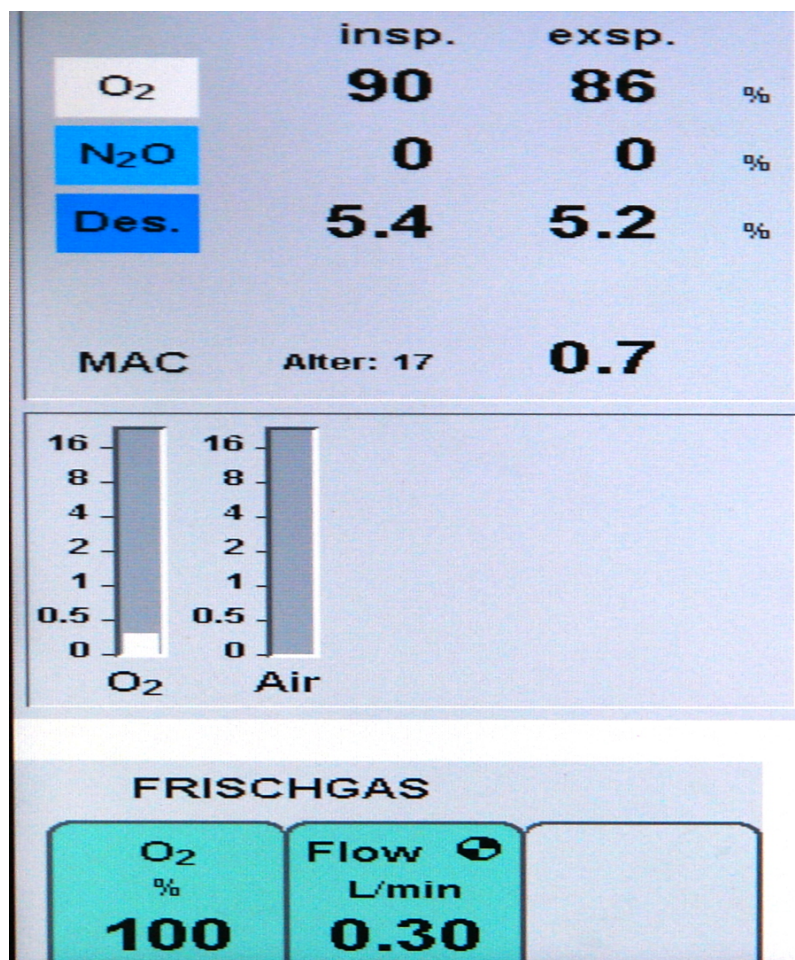 insp. exsp.
O₂ 90 86 %
N₂O 0 0 %
Des. 5.4 5.2 %
MAC Alter: 17 0.7
16 16
8 8
4 4
2 2
1 1
0.5 0.5
0 0
O₂ Air
FRISCHGAS
O₂ Flow
% L/min
100 0.30